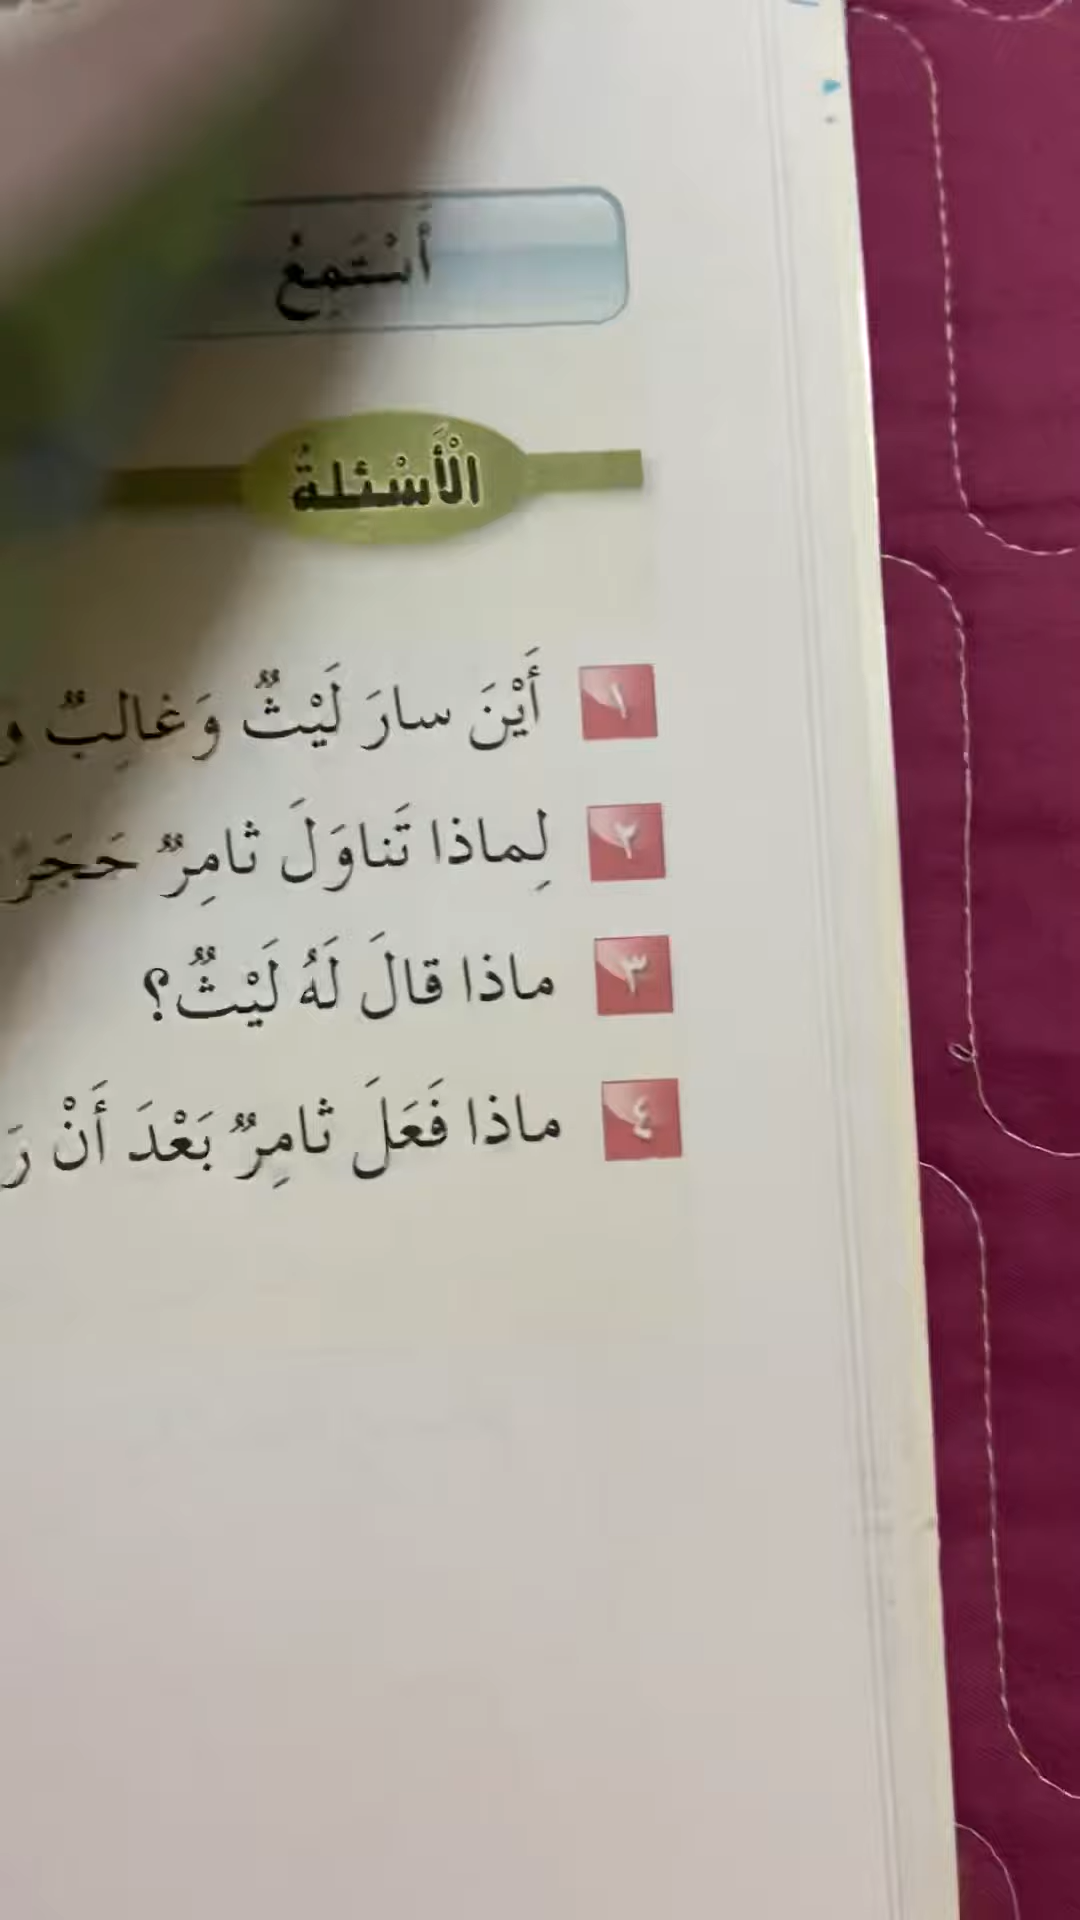 أَسْتَمِعُ
الْأَسْئِلَةُ
١ أَيْنَ سارَ لَيْثٌ وَغالِبٌ
٢ لِماذا تَناوَلَ ثامِرٌ
٣ ماذا قالَ لَهُ لَيْثٌ؟
٤ ماذا فَعَلَ ثامِرٌ بَعْدَ أَنْ